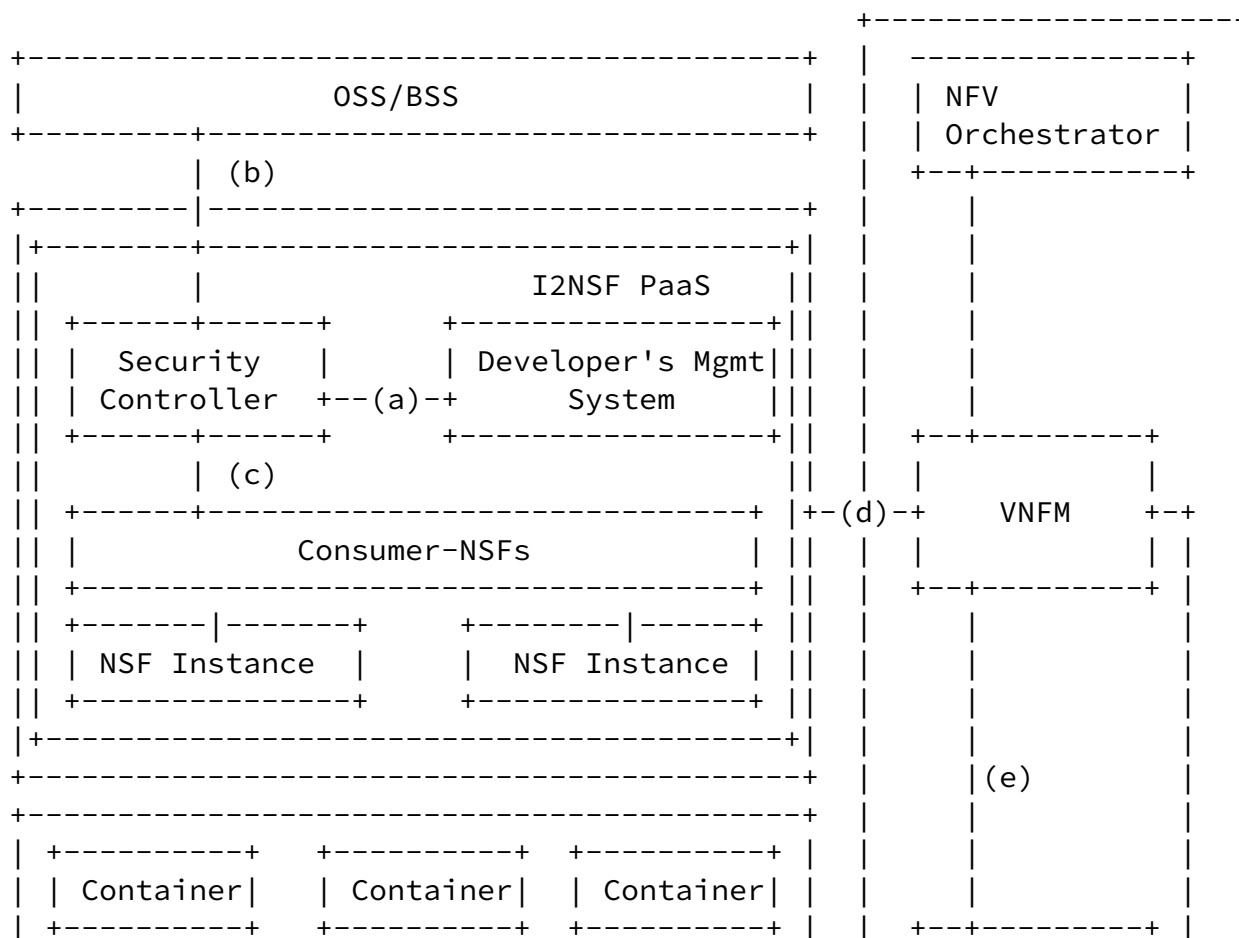 OSS/BSS
NFV
Orchestrator
(b)
I2NSF PaaS
Security
Developer's Mgmt
Controller
(a)
System
(c)
(d)
VNFM
Consumer-NSFs
NSF Instance
NSF Instance
(e)
Container
Container
Container